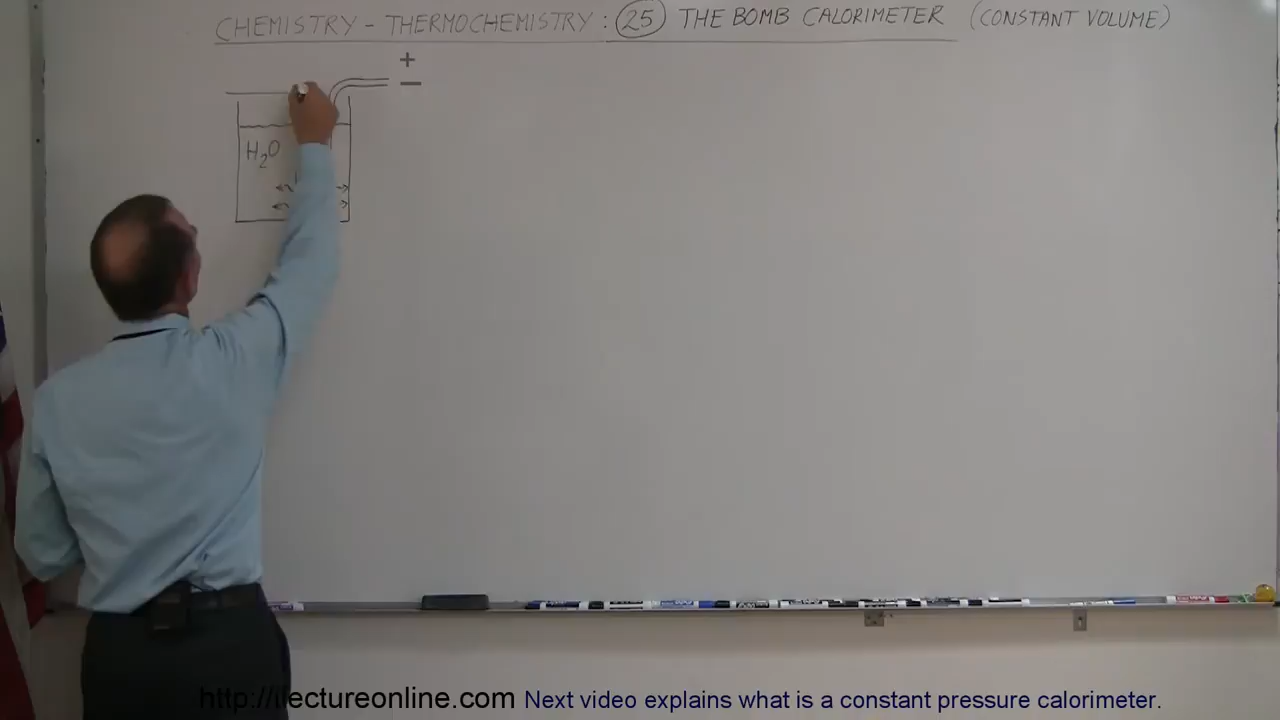 CHEMISTRY - THERMOCHEMISTRY : 25 THE BOMB CALORIMETER (CONSTANT VOLUME)
+
−
H₂O
http://ilectureonline.com Next video explains what is a constant pressure calorimeter.